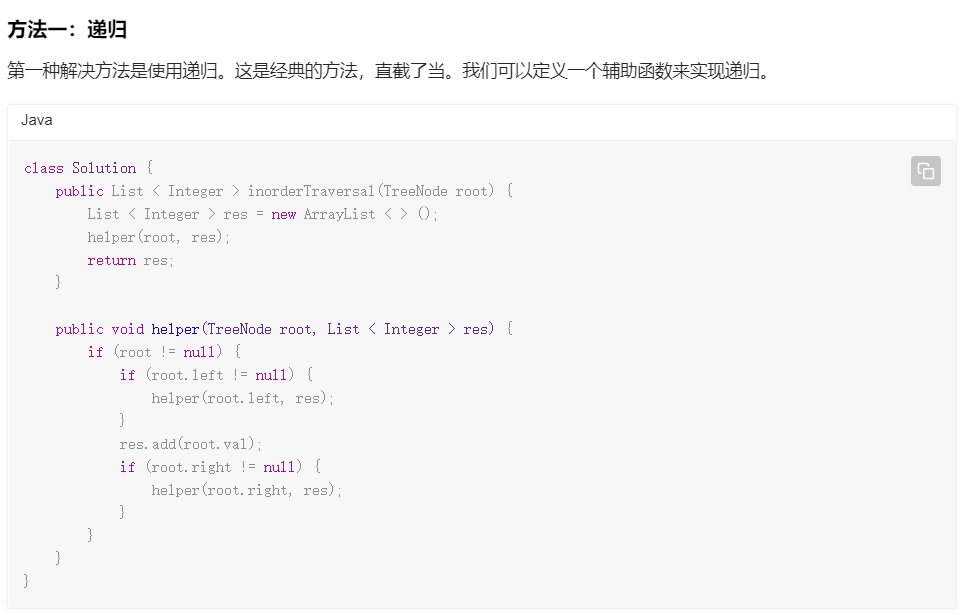 方法一：递归
第一种解决方法是使用递归。这是经典的方法，直截了当。我们可以定义一个辅助函数来实现递归。
Java
class Solution {
    public List < Integer > inorderTraversal(TreeNode root) {
        List < Integer > res = new ArrayList < > ();
        helper(root, res);
        return res;
    }
    public void helper(TreeNode root, List < Integer > res) {
        if (root != null) {
            if (root.left != null) {
                helper(root.left, res);
            }
            res.add(root.val);
            if (root.right != null) {
                helper(root.right, res);
            }
        }
    }
}